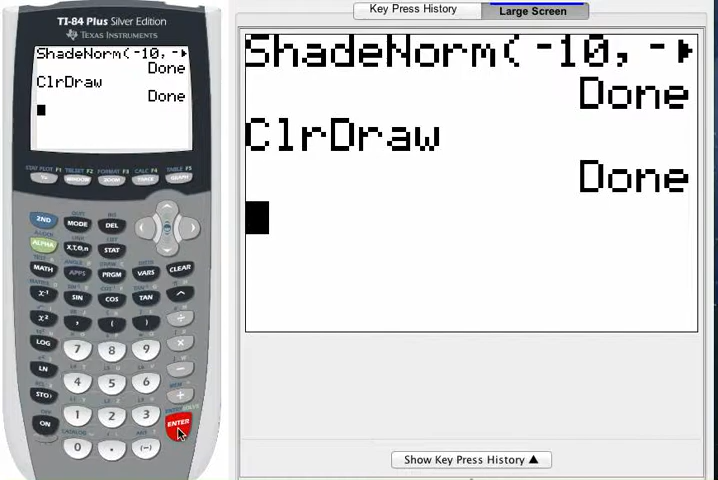 TI-84 Plus Silver Edition
TEXAS INSTRUMENTS
ShadeNorm(-10,-
Done
ClrDraw
Done
STAT PLOT F1 TBLSET F2 FORMAT F3 CALC F4 TABLE F5
Y= WINDOW ZOOM TRACE GRAPH
2ND MODE DEL
ALPHA X,T,θ,n STAT
MATH APPS PRGM VARS CLEAR
x⁻¹ SIN COS TAN ^
x² , ( ) ÷
LOG 7 8 9 ×
LN 4 5 6 −
STO› 1 2 3 +
ON 0 . (-) ENTER
Key Press History
Large Screen
ShadeNorm(-10,-
Done
ClrDraw
Done
Show Key Press History ▲